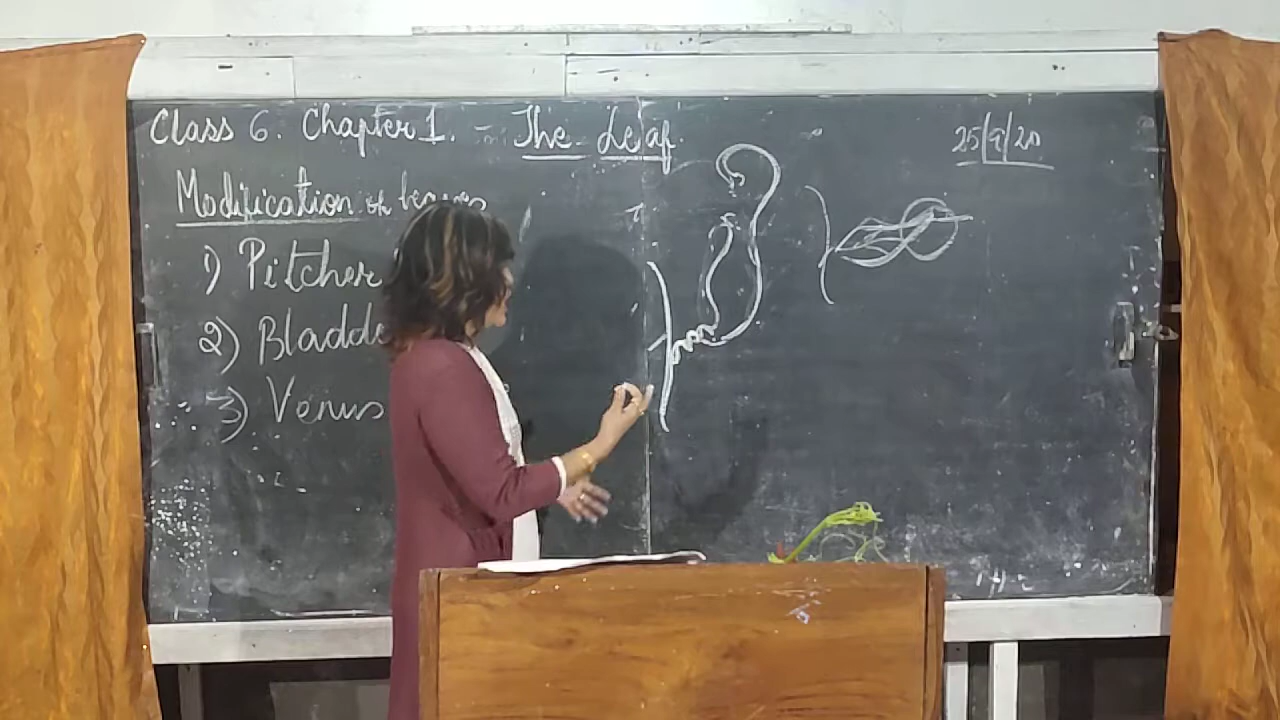 Class 6. Chapter 1. - The Leaf.
25/9/20
Modification of leaves
1) Pitcher
2) Bladde
3) Venus